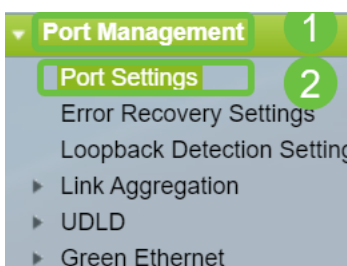 Port Management 1
Port Settings 2
Error Recovery Settings
Loopback Detection Setting
Link Aggregation
UDLD
Green Ethernet